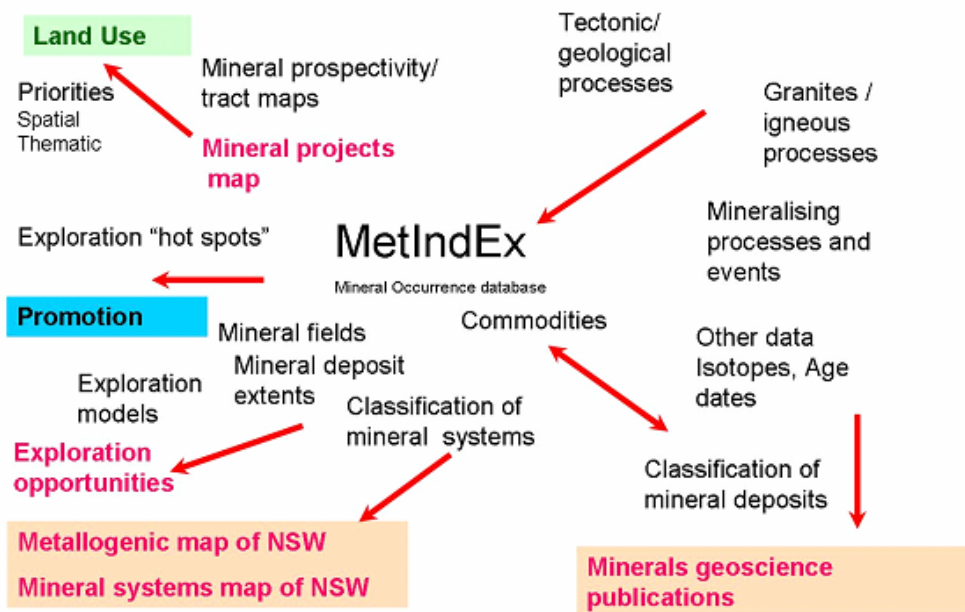 Land Use
Mineral prospectivity/
tract maps
Tectonic/
geological
processes
Priorities
Spatial
Thematic
Mineral projects
map
Granites /
igneous
processes
Exploration “hot spots”
MetIndEx
Mineral Occurrence database
Mineralising
processes and
events
Promotion
Commodities
Mineral fields
Mineral deposit
extents
Other data
Isotopes, Age
dates
Exploration
models
Classification of
mineral systems
Exploration
opportunities
Classification of
mineral deposits
Metallogenic map of NSW
Mineral systems map of NSW
Minerals geoscience
publications